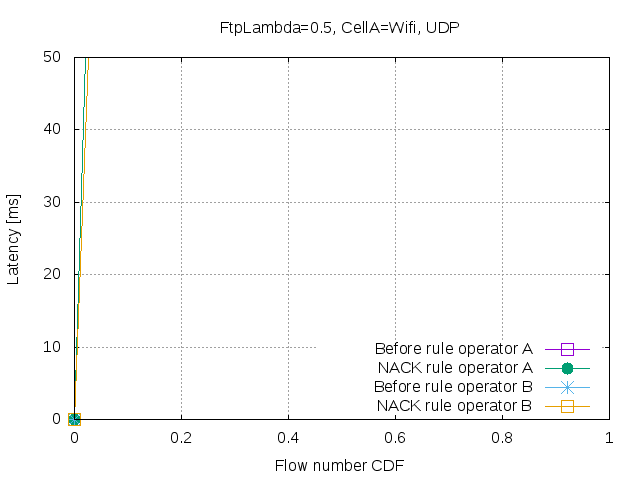 FtpLambda=0.5, CellA=Wifi, UDP
50
40
30
20
10
0
Latency [ms]
Before rule operator A
NACK rule operator A
Before rule operator B
NACK rule operator B
0 0.2 0.4 0.6 0.8 1
Flow number CDF